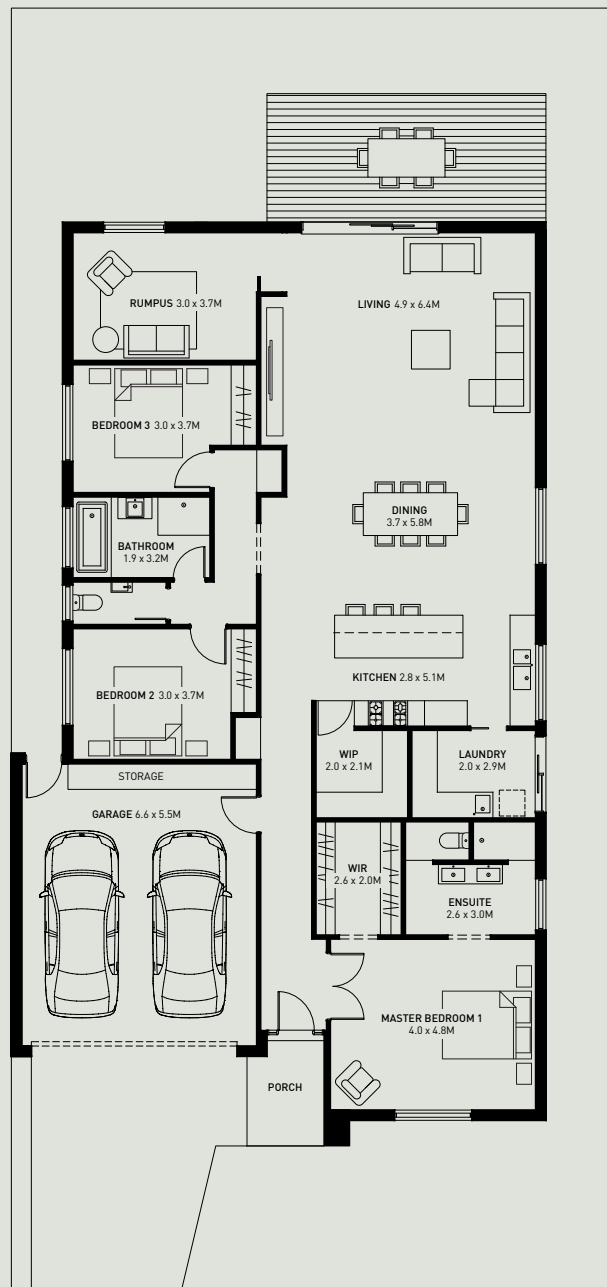 RUMPUS 3.0 x 3.7M
LIVING 4.9 x 6.4M
BEDROOM 3 3.0 x 3.7M
DINING
3.7 x 5.8M
BATHROOM
1.9 x 3.2M
KITCHEN 2.8 x 5.1M
BEDROOM 2 3.0 x 3.7M
WIP
2.0 x 2.1M
LAUNDRY
2.0 x 2.9M
STORAGE
GARAGE 6.6 x 5.5M
WIR
2.6 x 2.0M
ENSUITE
2.6 x 3.0M
MASTER BEDROOM 1
4.0 x 4.8M
PORCH